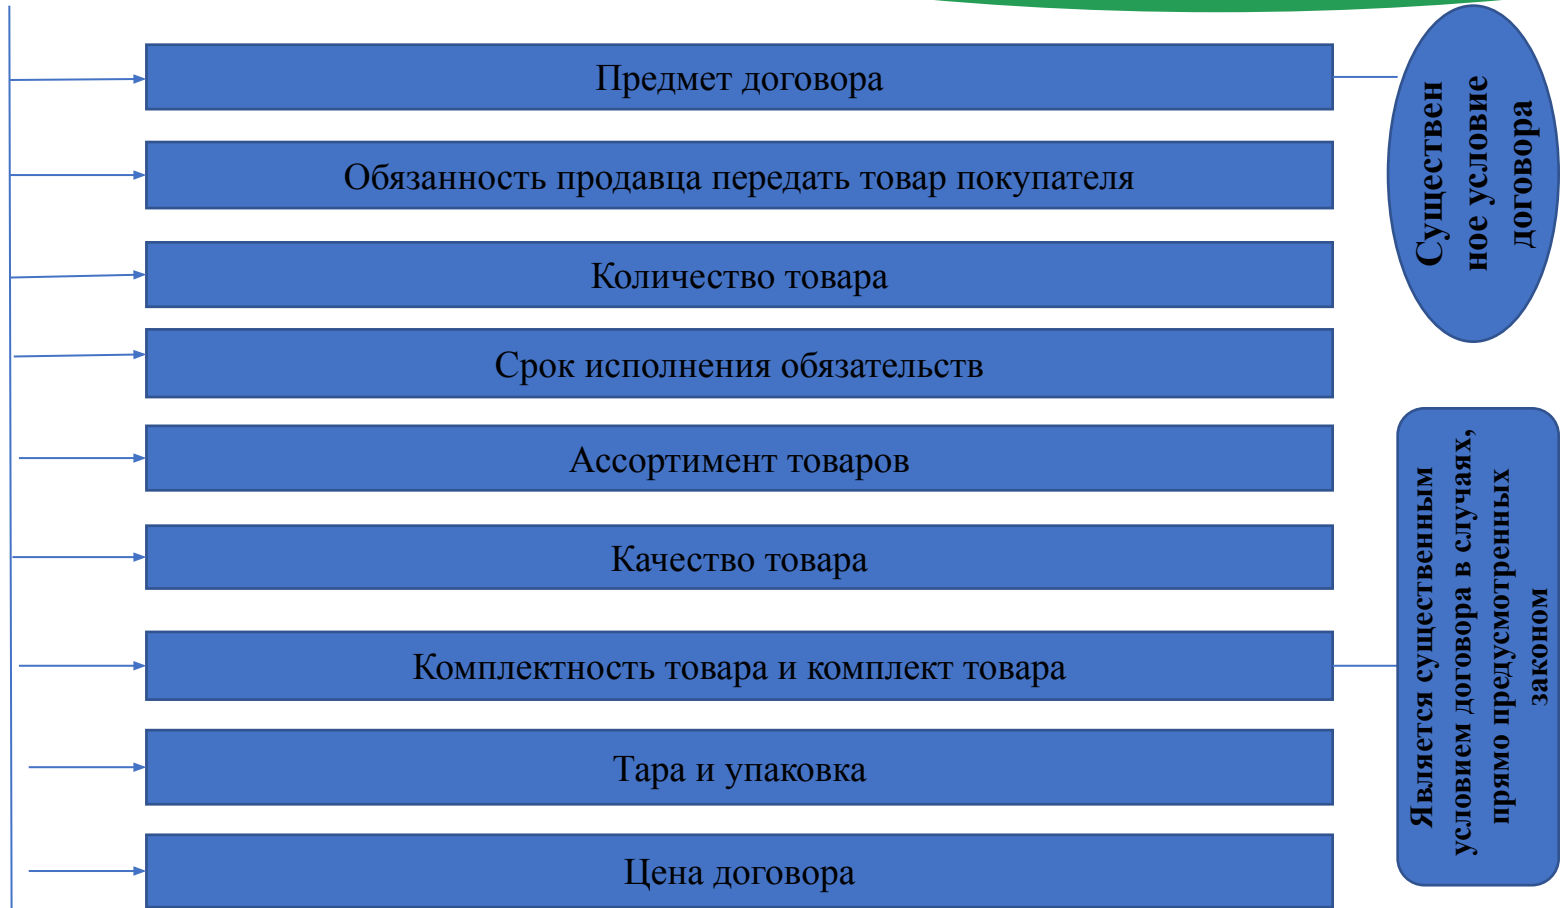 Предмет договора
Обязанность продавца передать товар покупателя
Количество товара
Срок исполнения обязательств
Ассортимент товаров
Качество товара
Комплектность товара и комплект товара
Тара и упаковка
Цена договора
Существен
ное условие
договора
Является существенным
условием договора в случаях,
прямо предусмотренных
законом